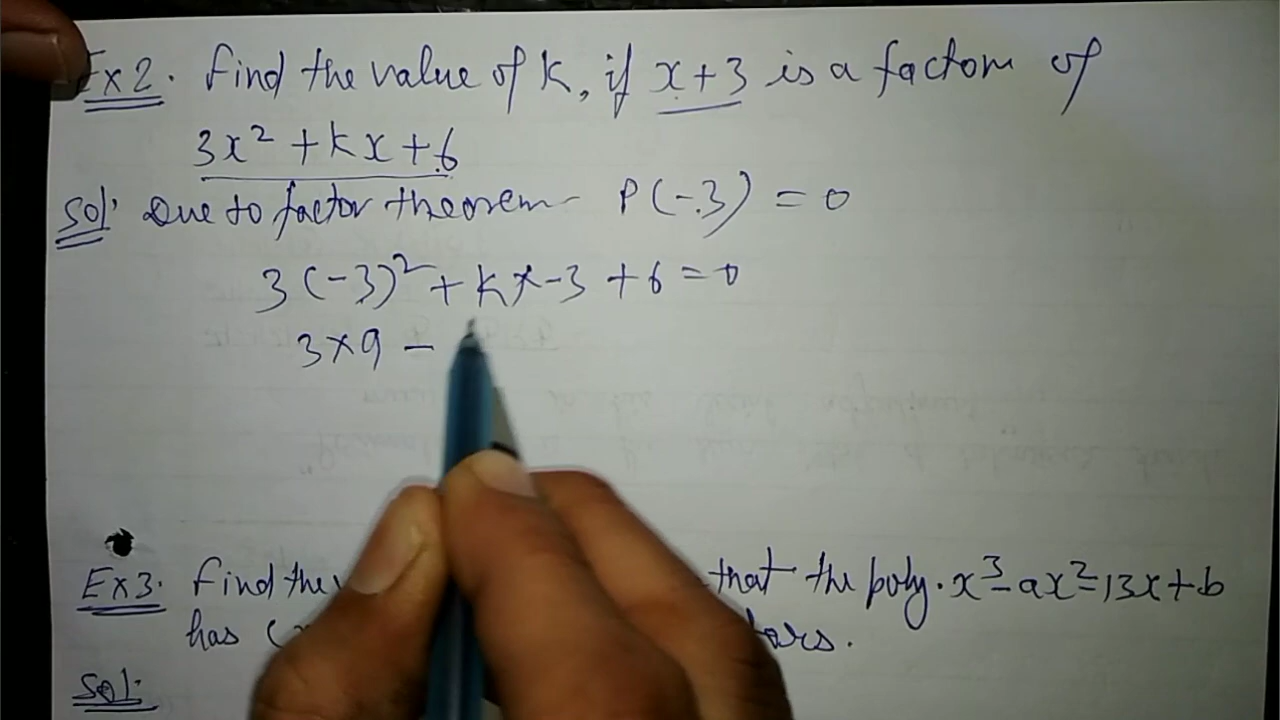 Ex2. Find the value of k, if x+3 is a factor of
3x² + kx + 6
Sol: Due to factor theorem P(-3) = 0
3(-3)² + k x -3 + 6 = 0
3×9 -
Ex3. Find the that the poly. x³-ax²-13x+b
has
Sol: